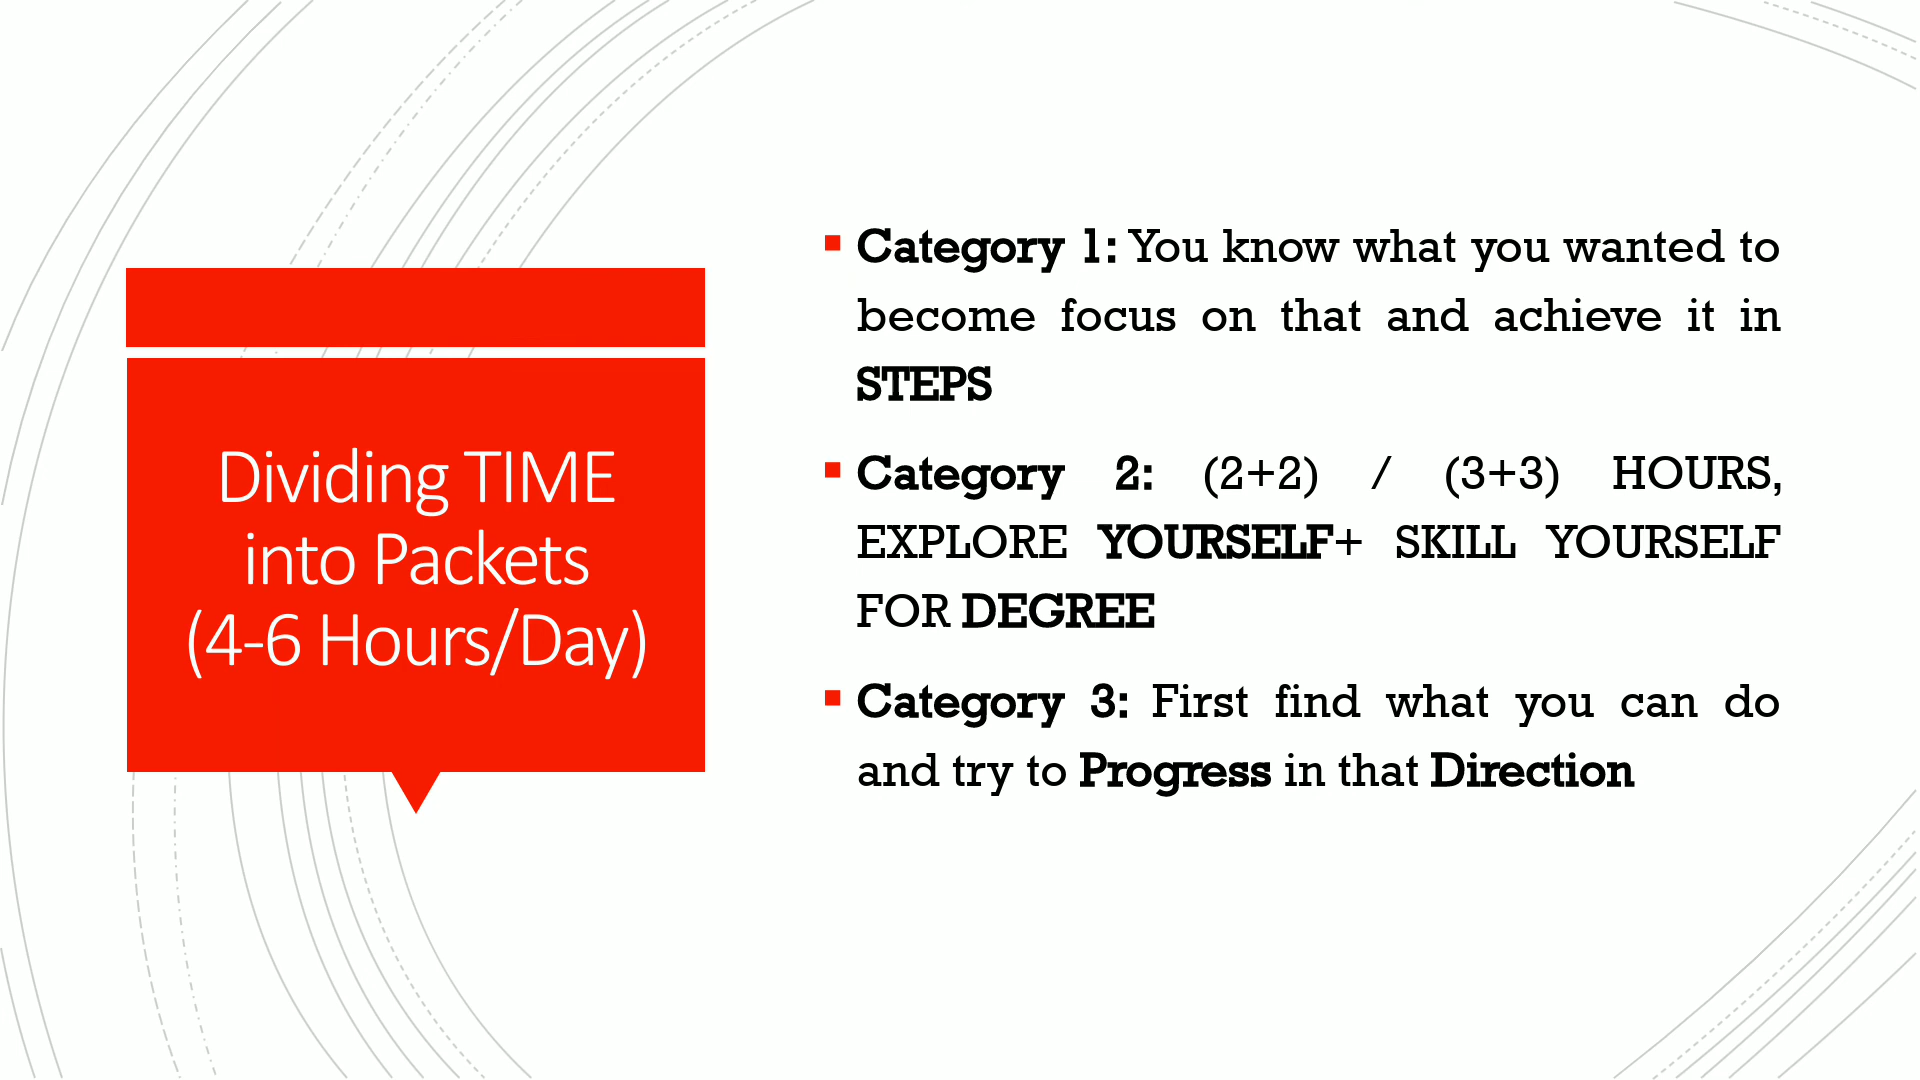 Dividing TIME
into Packets
(4-6 Hours/Day)
Category 1: You know what you wanted to
become focus on that and achieve it in
STEPS
Category 2: (2+2) / (3+3) HOURS,
EXPLORE YOURSELF+ SKILL YOURSELF
FOR DEGREE
Category 3: First find what you can do
and try to Progress in that Direction